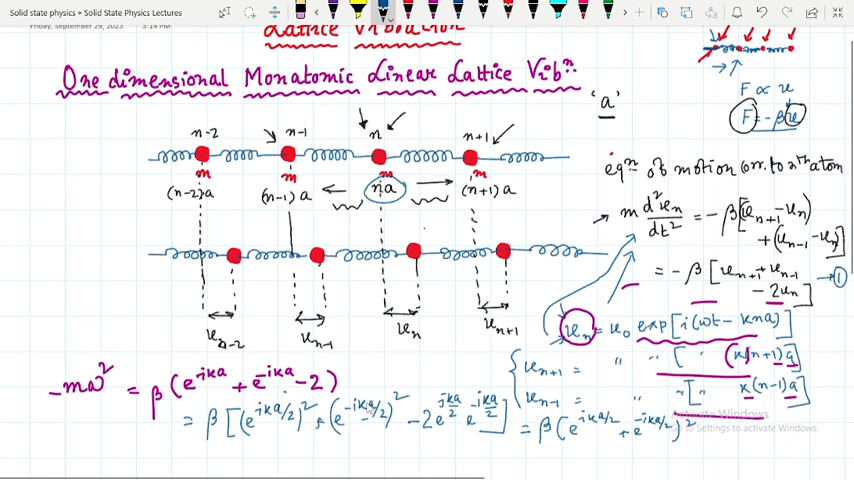 Solid state physics » Solid State Physics Lectures
Friday, September 29, 2023 3:14 PM
Lattice Vibration
One dimensional Monatomic Linear Lattice Vibⁿ.
'a'
F ∝ u
F = -βu
n-2 n-1 n n+1
m m m m
(n-2)a (n-1)a na (n+1)a
eqⁿ of motion corr. to nᵗʰ atom
m d²uₙ/dt² = -β[(uₙ₊₁ - uₙ) + (uₙ₋₁ - uₙ)]
= -β[uₙ₊₁ + uₙ₋₁ - 2uₙ] → ①
uₙ₋₂ uₙ₋₁ uₙ uₙ₊₁
uₙ = u₀ exp[i(ωt - kna)]
uₙ₊₁ = " " [ " (k(n+1)a]
uₙ₋₁ = " "[ " k(n-1)a]
-mω² = β(e^-ika + e^-ika - 2)
= β[(e^ika/2)² + (e^-ika/2)² - 2e^ika/2 e^-ika/2] = β(e^ika/2 + e^-ika/2)²
Activate Windows
Go to Settings to activate Windows.